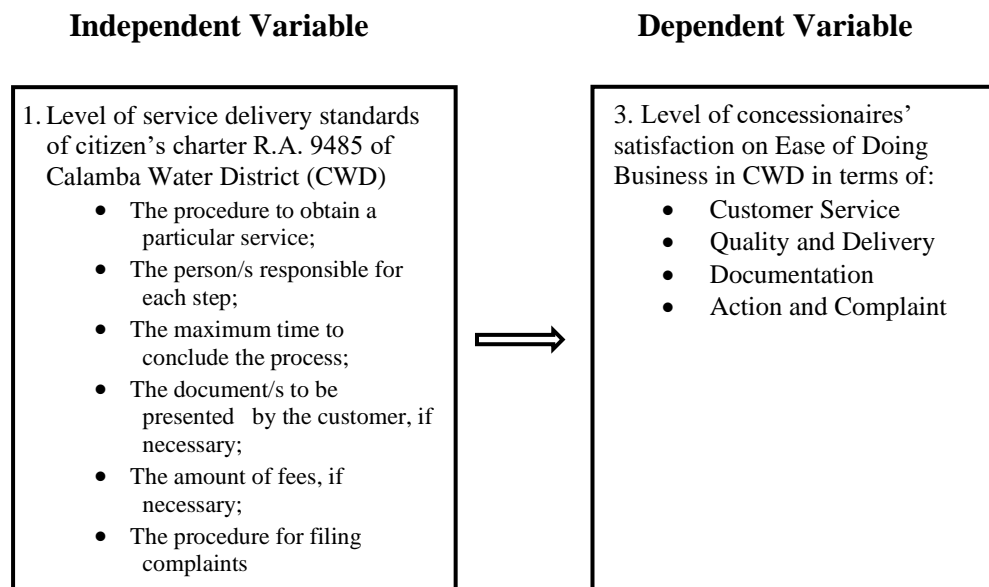 Independent Variable
Dependent Variable
1. Level of service delivery standards
of citizen’s charter R.A. 9485 of
Calamba Water District (CWD)
• The procedure to obtain a
particular service;
• The person/s responsible for
each step;
• The maximum time to
conclude the process;
• The document/s to be
presented by the customer, if
necessary;
• The amount of fees, if
necessary;
• The procedure for filing
complaints
3. Level of concessionaires’
satisfaction on Ease of Doing
Business in CWD in terms of:
• Customer Service
• Quality and Delivery
• Documentation
• Action and Complaint